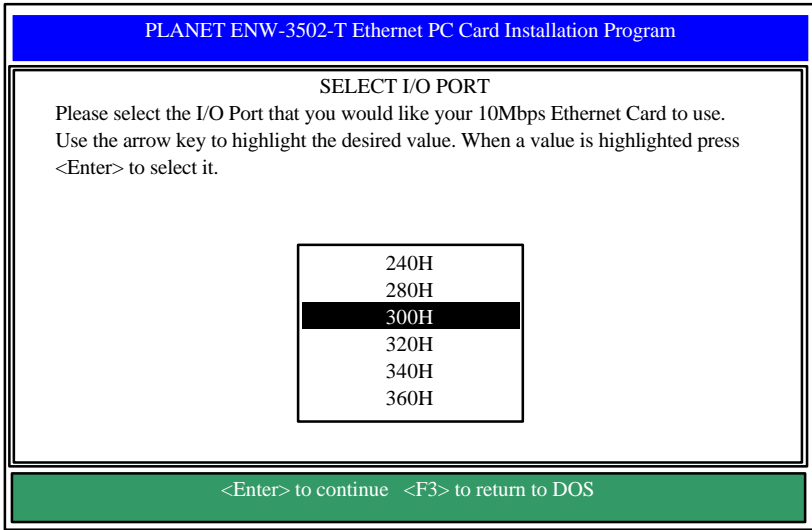 PLANET ENW-3502-T Ethernet PC Card Installation Program
SELECT I/O PORT
Please select the I/O Port that you would like your 10Mbps Ethernet Card to use.
Use the arrow key to highlight the desired value. When a value is highlighted press
<Enter> to select it.
240H
280H
300H
320H
340H
360H
<Enter> to continue <F3> to return to DOS